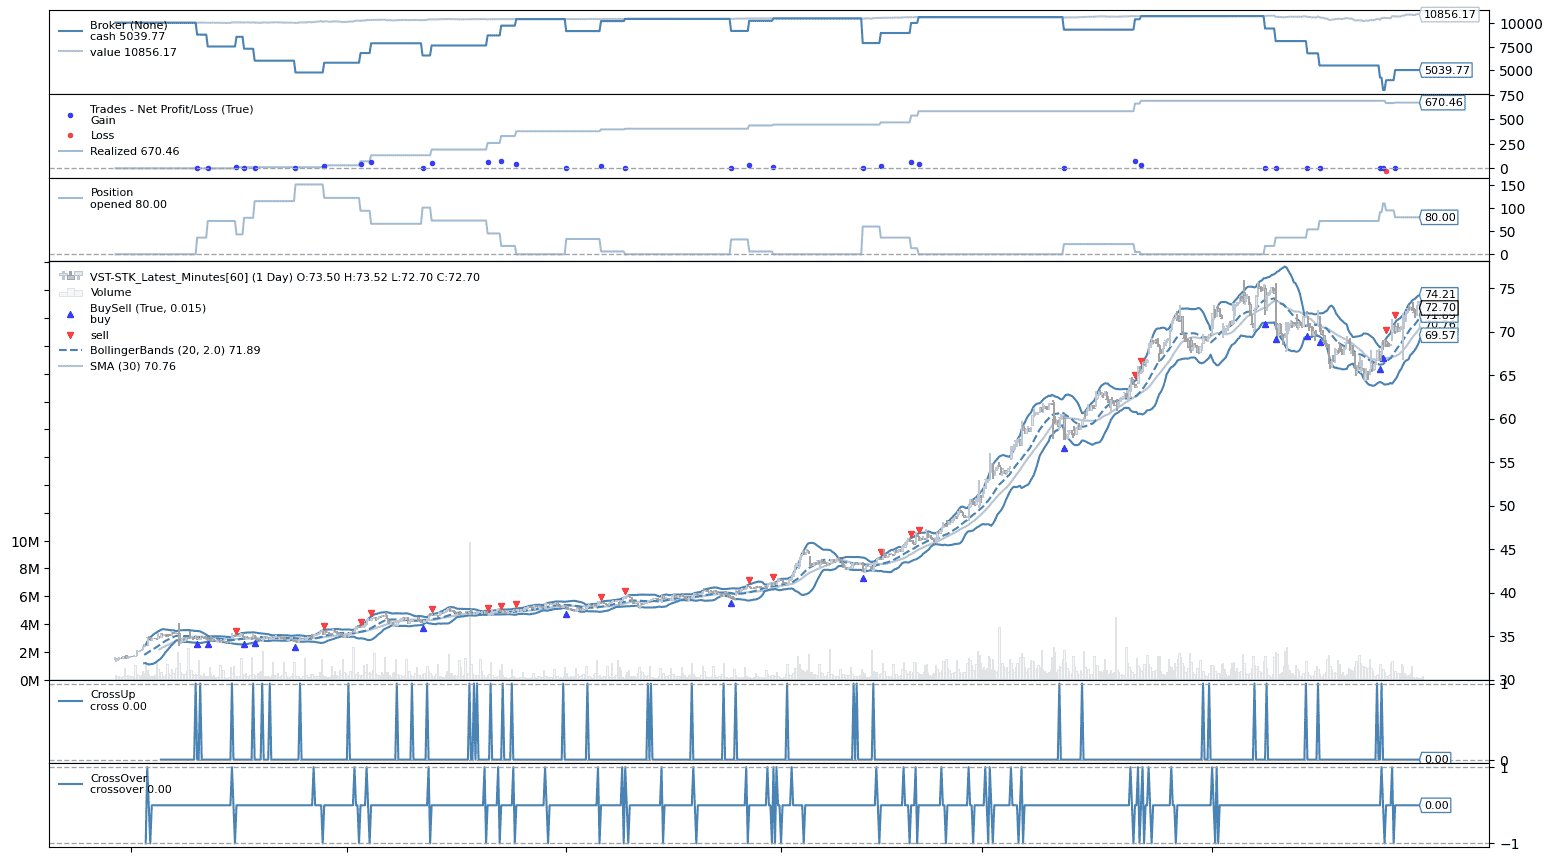 Broker (None)
cash 5039.77
value 10856.17
10856.17
10000
7500
5000
5039.77
Trades - Net Profit/Loss (True)
Gain
Loss
Realized 670.46
750
670.46
500
250
0
Position
opened 80.00
150
100
80.00
50
0
VST-STK_Latest_Minutes[60] (1 Day) O:73.50 H:73.52 L:72.70 C:72.70
Volume
BuySell (True, 0.015)
buy
sell
BollingerBands (20, 2.0) 71.89
SMA (30) 70.76
75
74.21
72.70
71.89
70.76
70
69.57
65
60
55
50
45
40
35
30
10M
8M
6M
4M
2M
0M
CrossUp
cross 0.00
1
0.00
0
CrossOver
crossover 0.00
1
0.00
−1